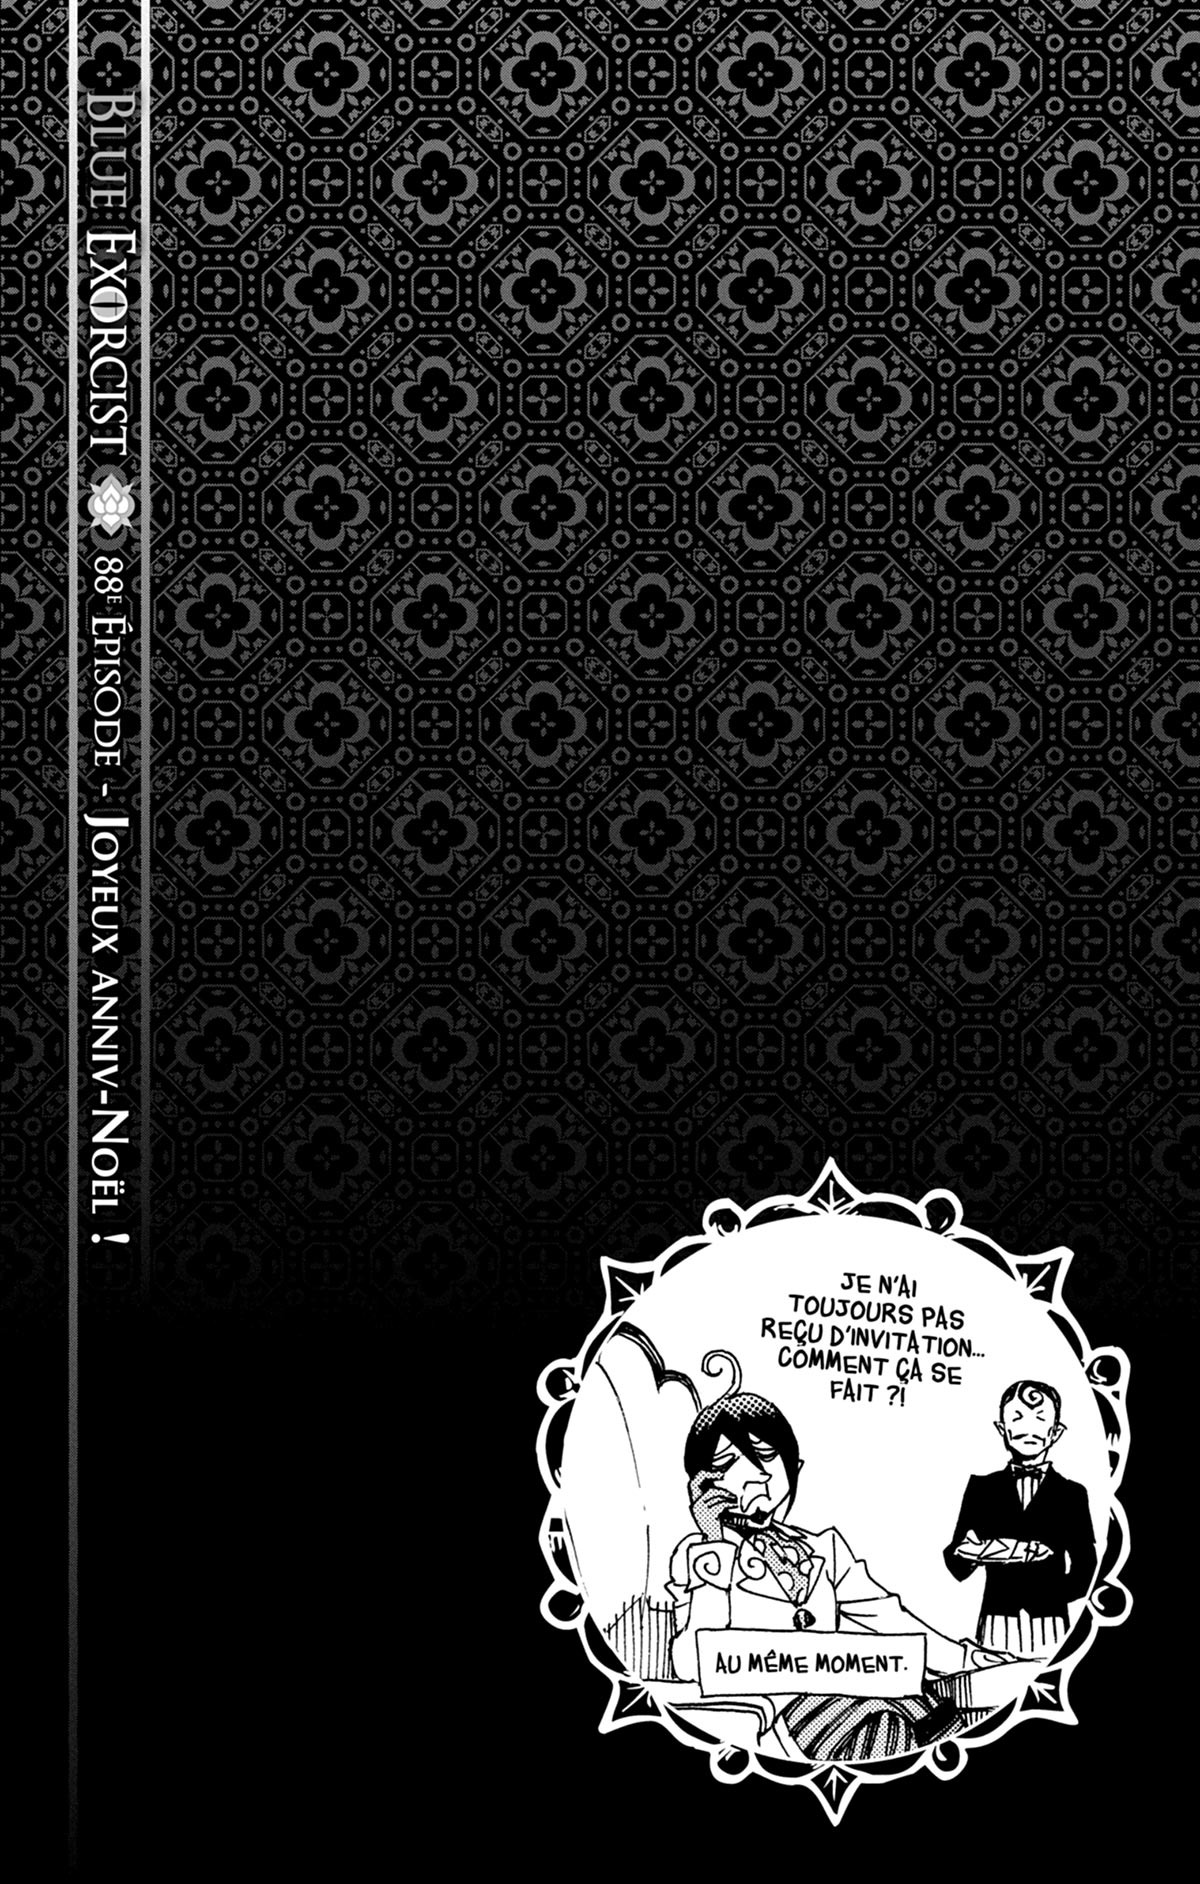 Blue Exorcist 88e Épisode - Joyeux anniv-Noël !
JE N'AI
TOUJOURS PAS
REÇU D'INVITATION...
COMMENT ÇA SE
FAIT ?!
AU MÊME MOMENT.